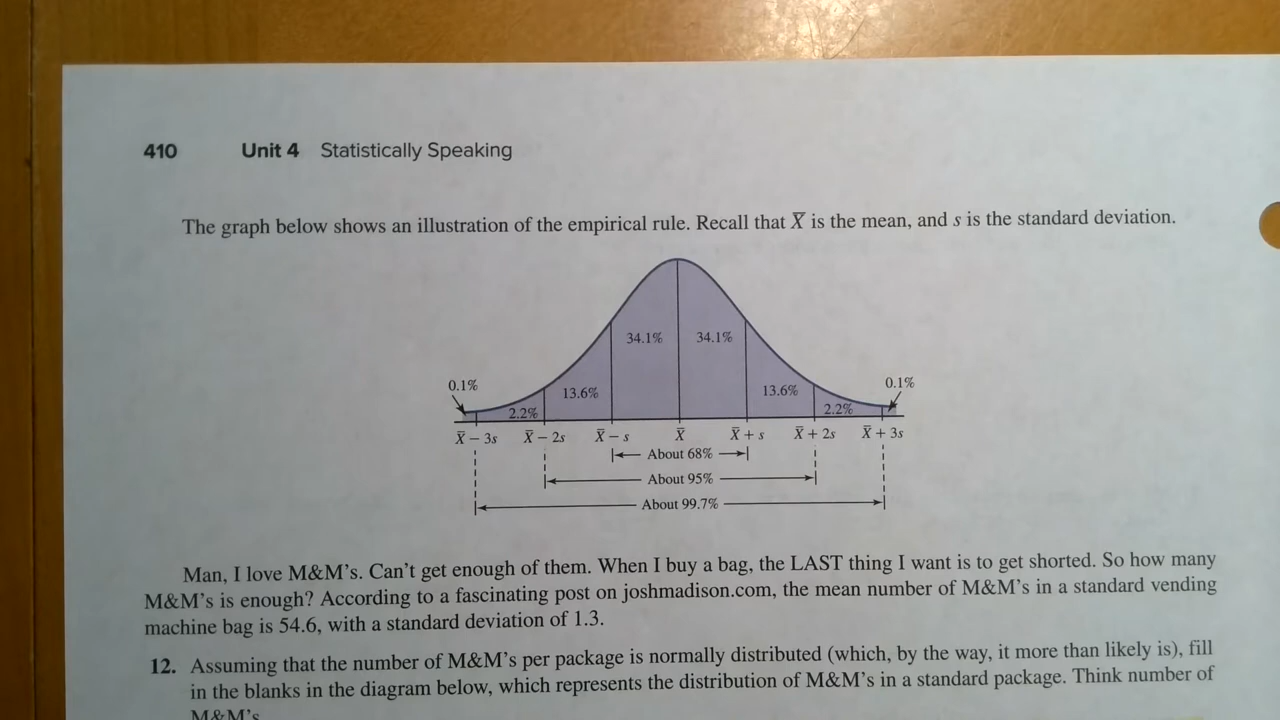 410 Unit 4 Statistically Speaking
The graph below shows an illustration of the empirical rule. Recall that X̄ is the mean, and s is the standard deviation.
34.1% 34.1%
0.1% 13.6% 13.6% 0.1%
2.2% 2.2%
X̄ − 3s X̄ − 2s X̄ − s X̄ X̄ + s X̄ + 2s X̄ + 3s
About 68%
About 95%
About 99.7%
Man, I love M&M's. Can't get enough of them. When I buy a bag, the LAST thing I want is to get shorted. So how many
M&M's is enough? According to a fascinating post on joshmadison.com, the mean number of M&M's in a standard vending
machine bag is 54.6, with a standard deviation of 1.3.
12. Assuming that the number of M&M's per package is normally distributed (which, by the way, it more than likely is), fill
in the blanks in the diagram below, which represents the distribution of M&M's in a standard package. Think number of
M&M's